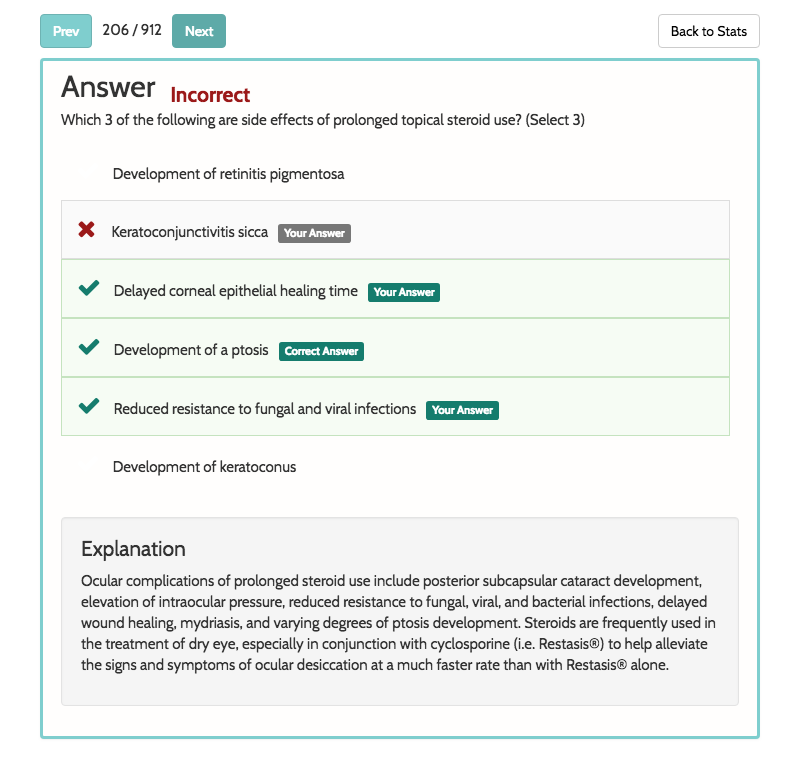 Prev 206 / 912 Next Back to Stats
Answer Incorrect
Which 3 of the following are side effects of prolonged topical steroid use? (Select 3)
Development of retinitis pigmentosa
Keratoconjunctivitis sicca Your Answer
Delayed corneal epithelial healing time Your Answer
Development of a ptosis Correct Answer
Reduced resistance to fungal and viral infections Your Answer
Development of keratoconus
Explanation
Ocular complications of prolonged steroid use include posterior subcapsular cataract development,
elevation of intraocular pressure, reduced resistance to fungal, viral, and bacterial infections, delayed
wound healing, mydriasis, and varying degrees of ptosis development. Steroids are frequently used in
the treatment of dry eye, especially in conjunction with cyclosporine (i.e. Restasis®) to help alleviate
the signs and symptoms of ocular desiccation at a much faster rate than with Restasis® alone.